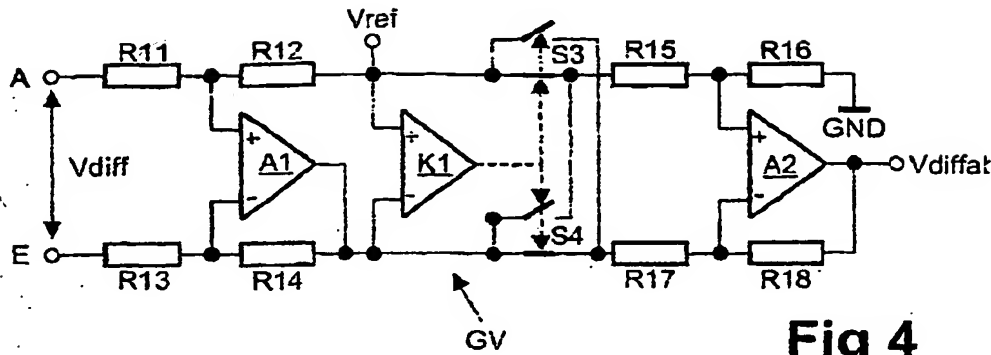 Vref
R11 R12 S3 R15 R16
A
+ + +
GND
Vdiff A1 K1 A2 Vdiffab
- - -
S4
E
R13 R14 R17 R18
GV
Fig 4